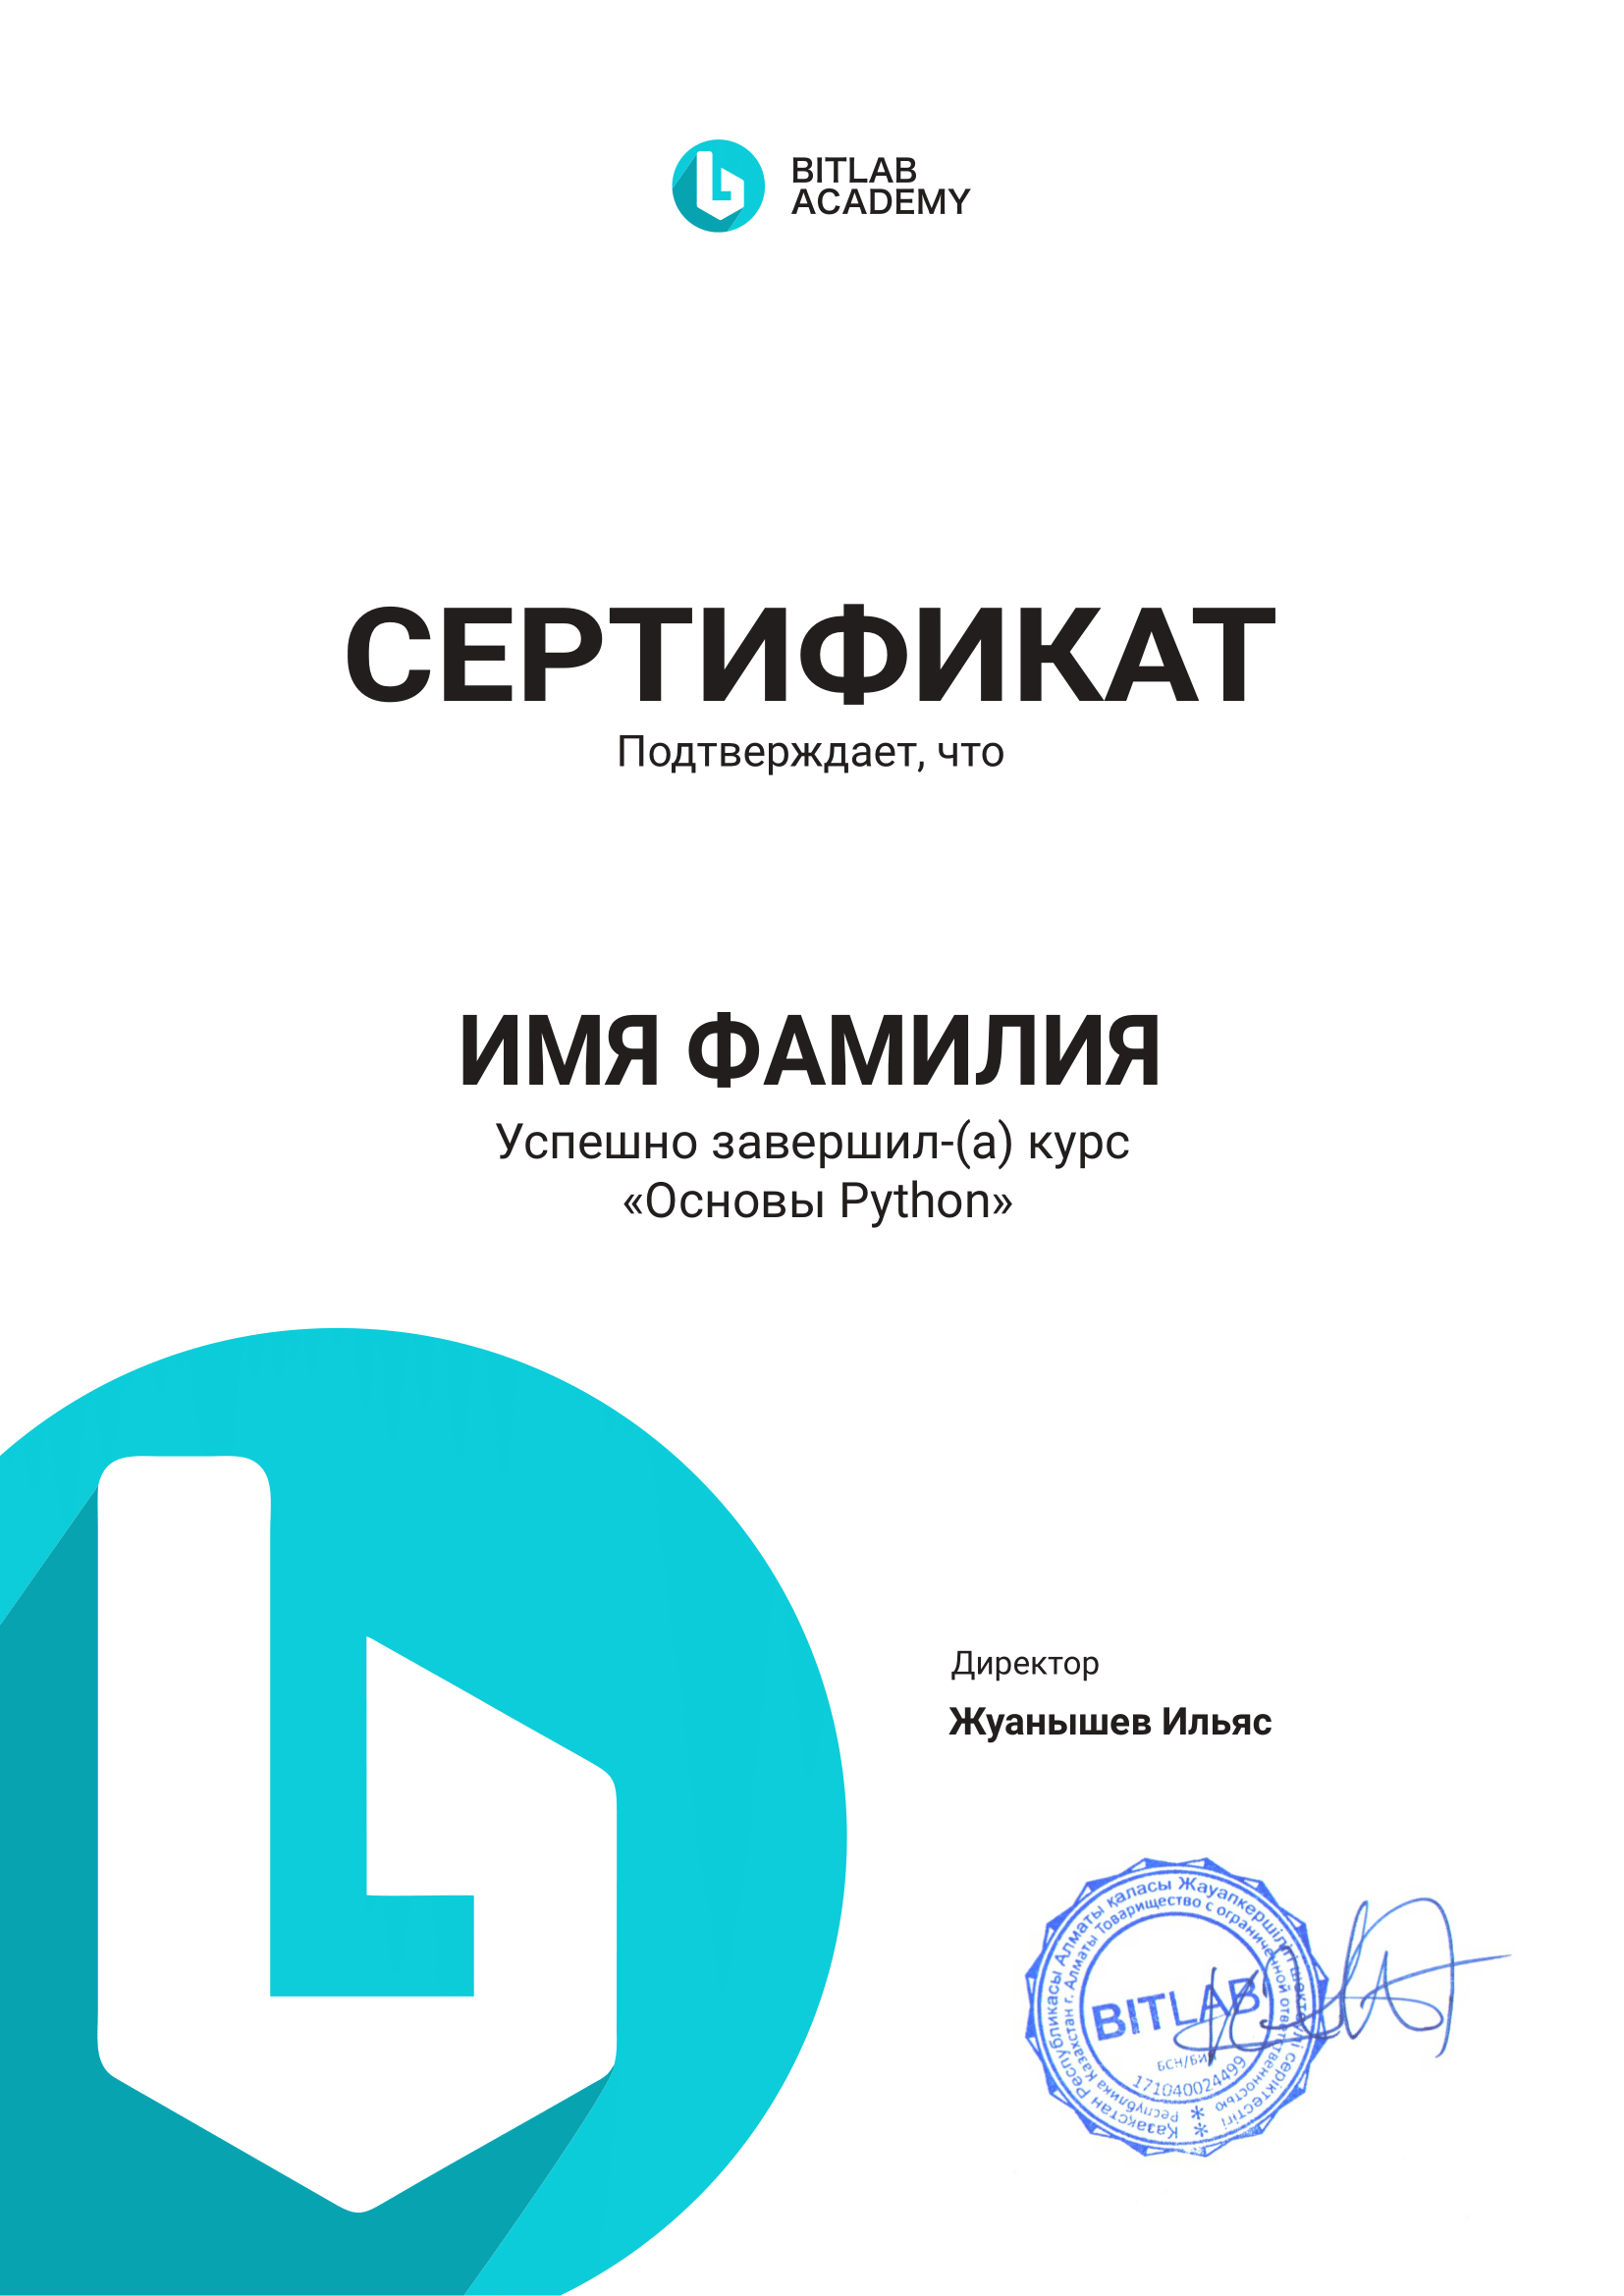 BITLAB
ACADEMY
СЕРТИФИКАТ
Подтверждает, что
ИМЯ ФАМИЛИЯ
Успешно завершил-(а) курс
«Основы Python»
Директор
Жуанышев Ильяс
Қазақстан Республикасы Алматы қаласы Жауапкершілігі шектеулі серіктестігі
Республика Казахстан г. Алматы Товарищество с ограниченной ответственностью
BITLAB
БСН/БИН
171040024499
* *